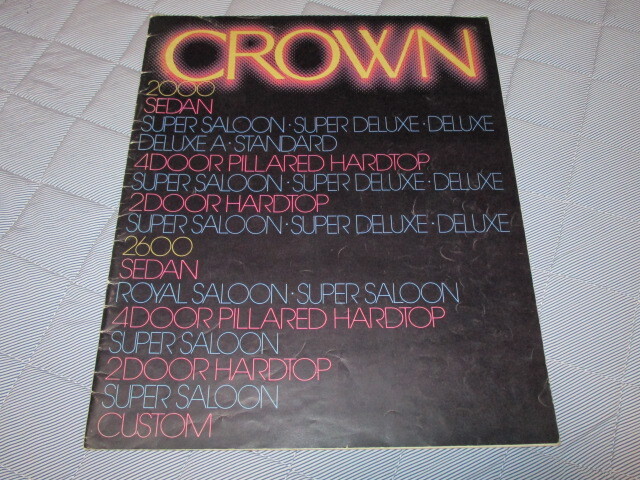 CROWN
2000
SEDAN
SUPER SALOON·SUPER DELUXE·DELUXE
DELUXE A·STANDARD
4DOOR PILLARED HARDTOP
SUPER SALOON·SUPER DELUXE·DELUXE
2DOOR HARDTOP
SUPER SALOON·SUPER DELUXE·DELUXE
2600
SEDAN
ROYAL SALOON·SUPER SALOON
4DOOR PILLARED HARDTOP
SUPER SALOON
2DOOR HARDTOP
SUPER SALOON
CUSTOM